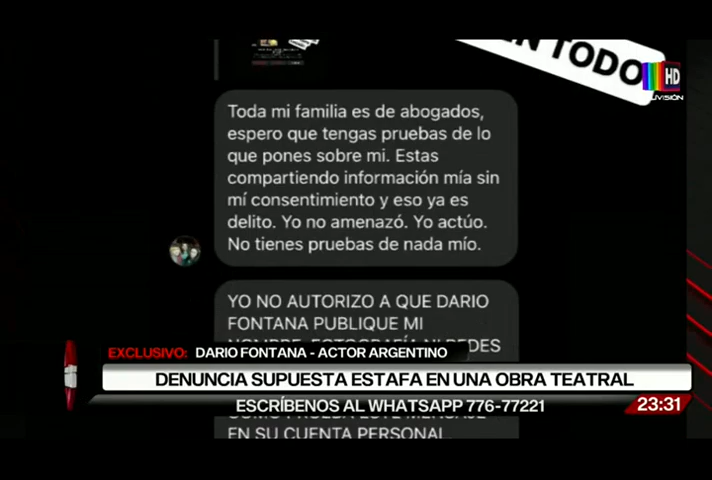 N TODO
HD
UVISIÓN
Toda mi familia es de abogados,
espero que tengas pruebas de lo
que pones sobre mi. Estas
compartiendo información mía sin
mí consentimiento y eso ya es
delito. Yo no amenazó. Yo actúo.
No tienes pruebas de nada mío.
YO NO AUTORIZO A QUE DARIO
FONTANA PUBLIQUE MI
EXCLUSIVO: DARIO FONTANA - ACTOR ARGENTINO
DENUNCIA SUPUESTA ESTAFA EN UNA OBRA TEATRAL
ESCRÍBENOS AL WHATSAPP 776-77221
23:31
EN SU CUENTA PERSONAL.